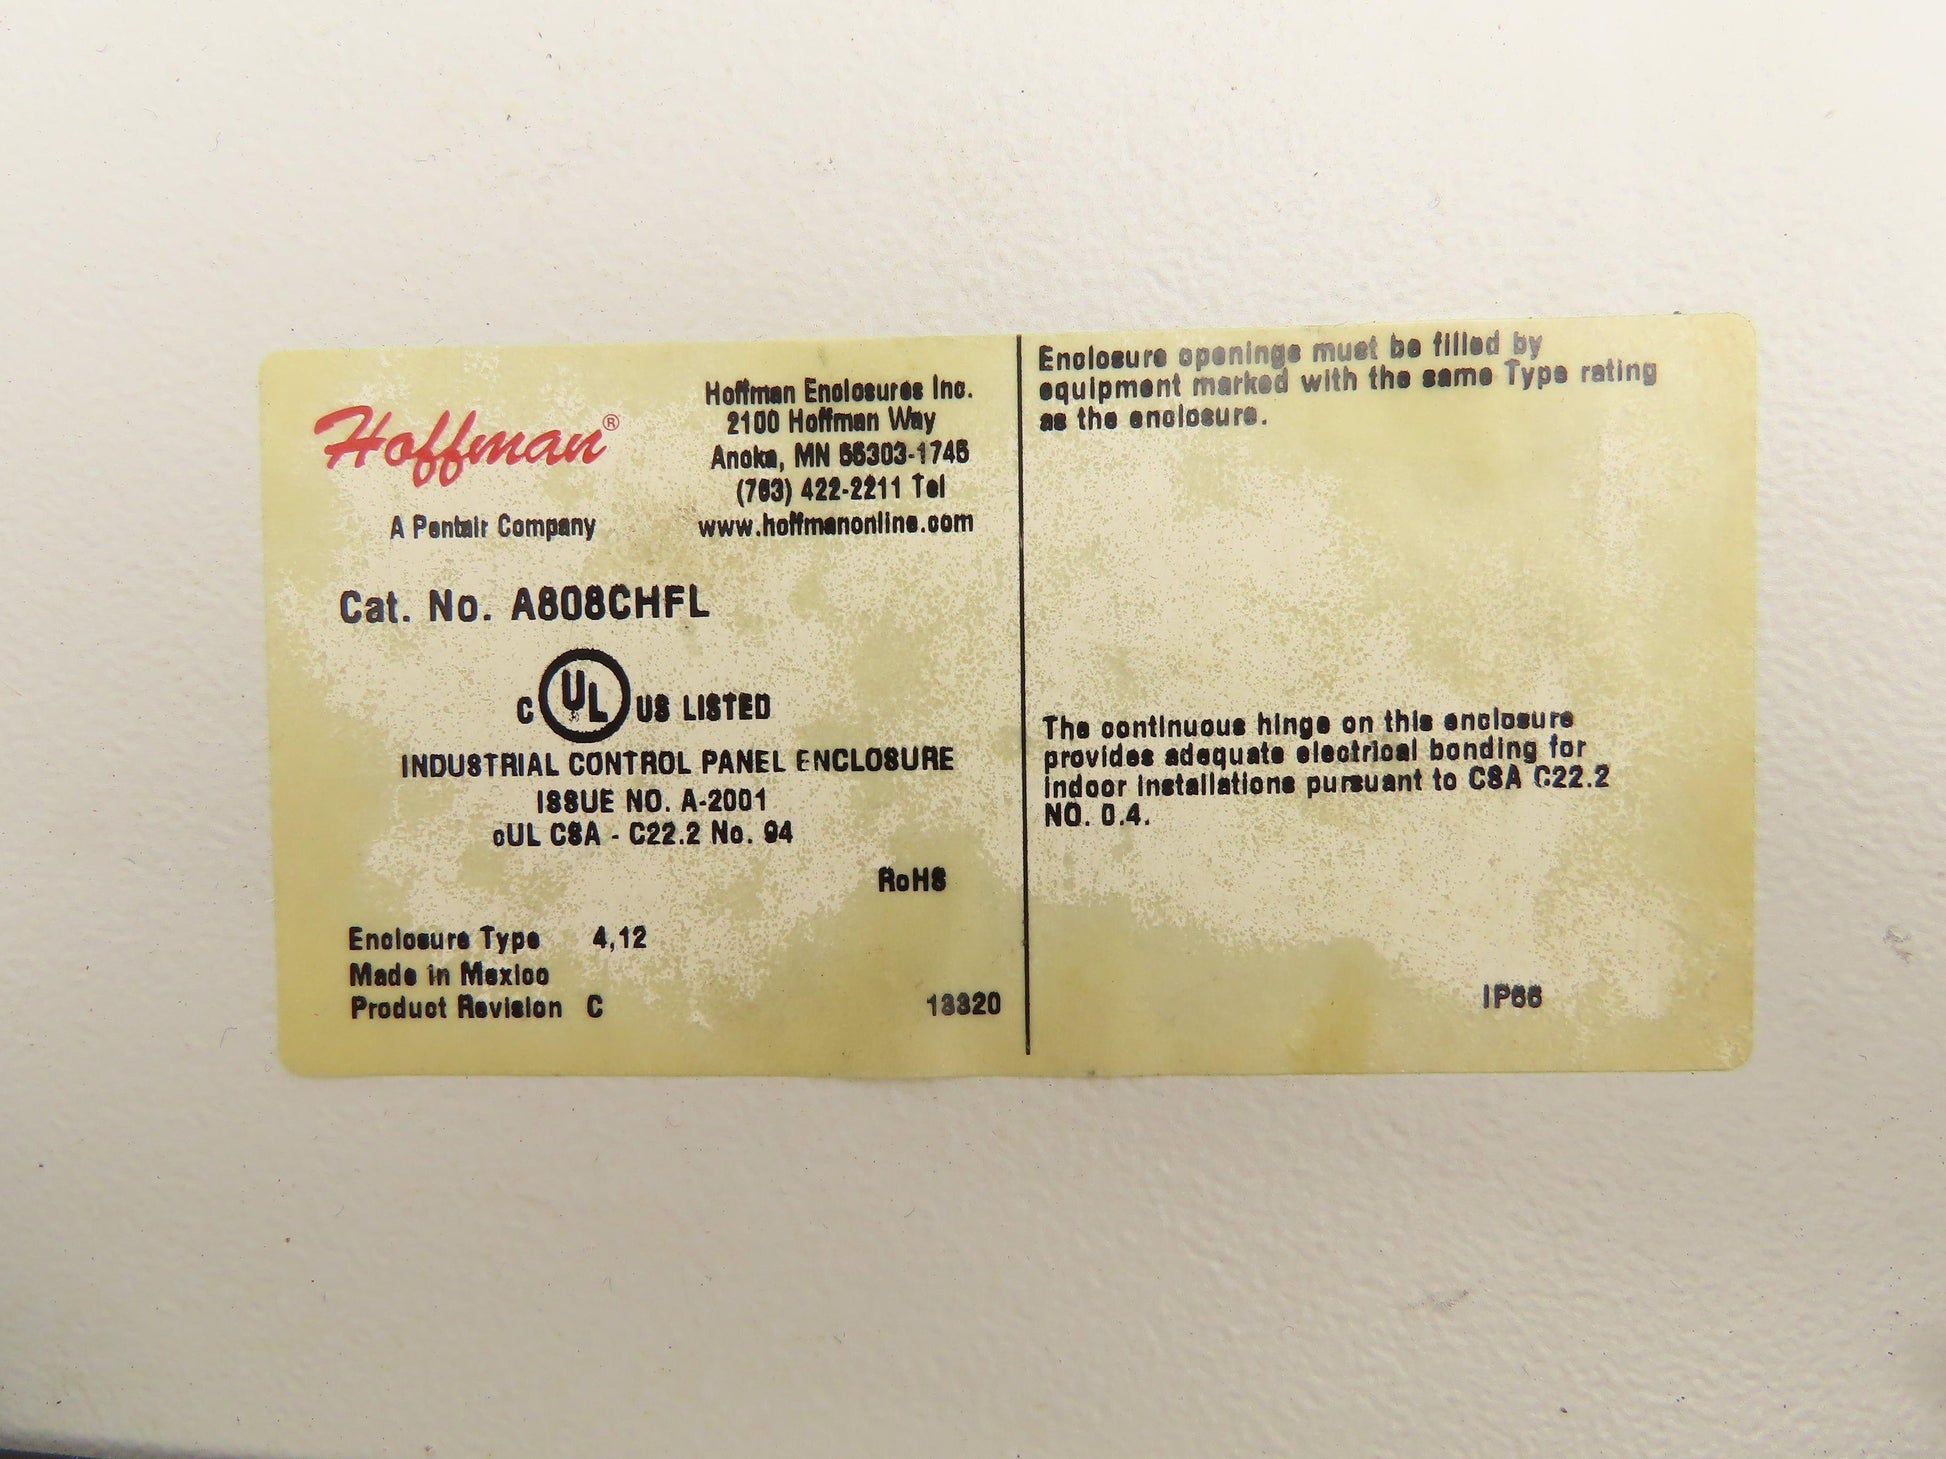 Hoffman®
A Pentair Company
Hoffman Enclosures Inc.
2100 Hoffman Way
Anoka, MN 55303-1745
(763) 422-2211 Tel
www.hoffmanonline.com
Cat. No. A808CHFL
C UL US LISTED
INDUSTRIAL CONTROL PANEL ENCLOSURE
ISSUE NO. A-2001
cUL CSA - C22.2 No. 94
RoHS
Enclosure Type 4,12
Made in Mexico
Product Revision C
13320
Enclosure openings must be filled by
equipment marked with the same Type rating
as the enclosure.
The continuous hinge on this enclosure
provides adequate electrical bonding for
indoor installations pursuant to CSA C22.2
NO. 0.4.
IP66